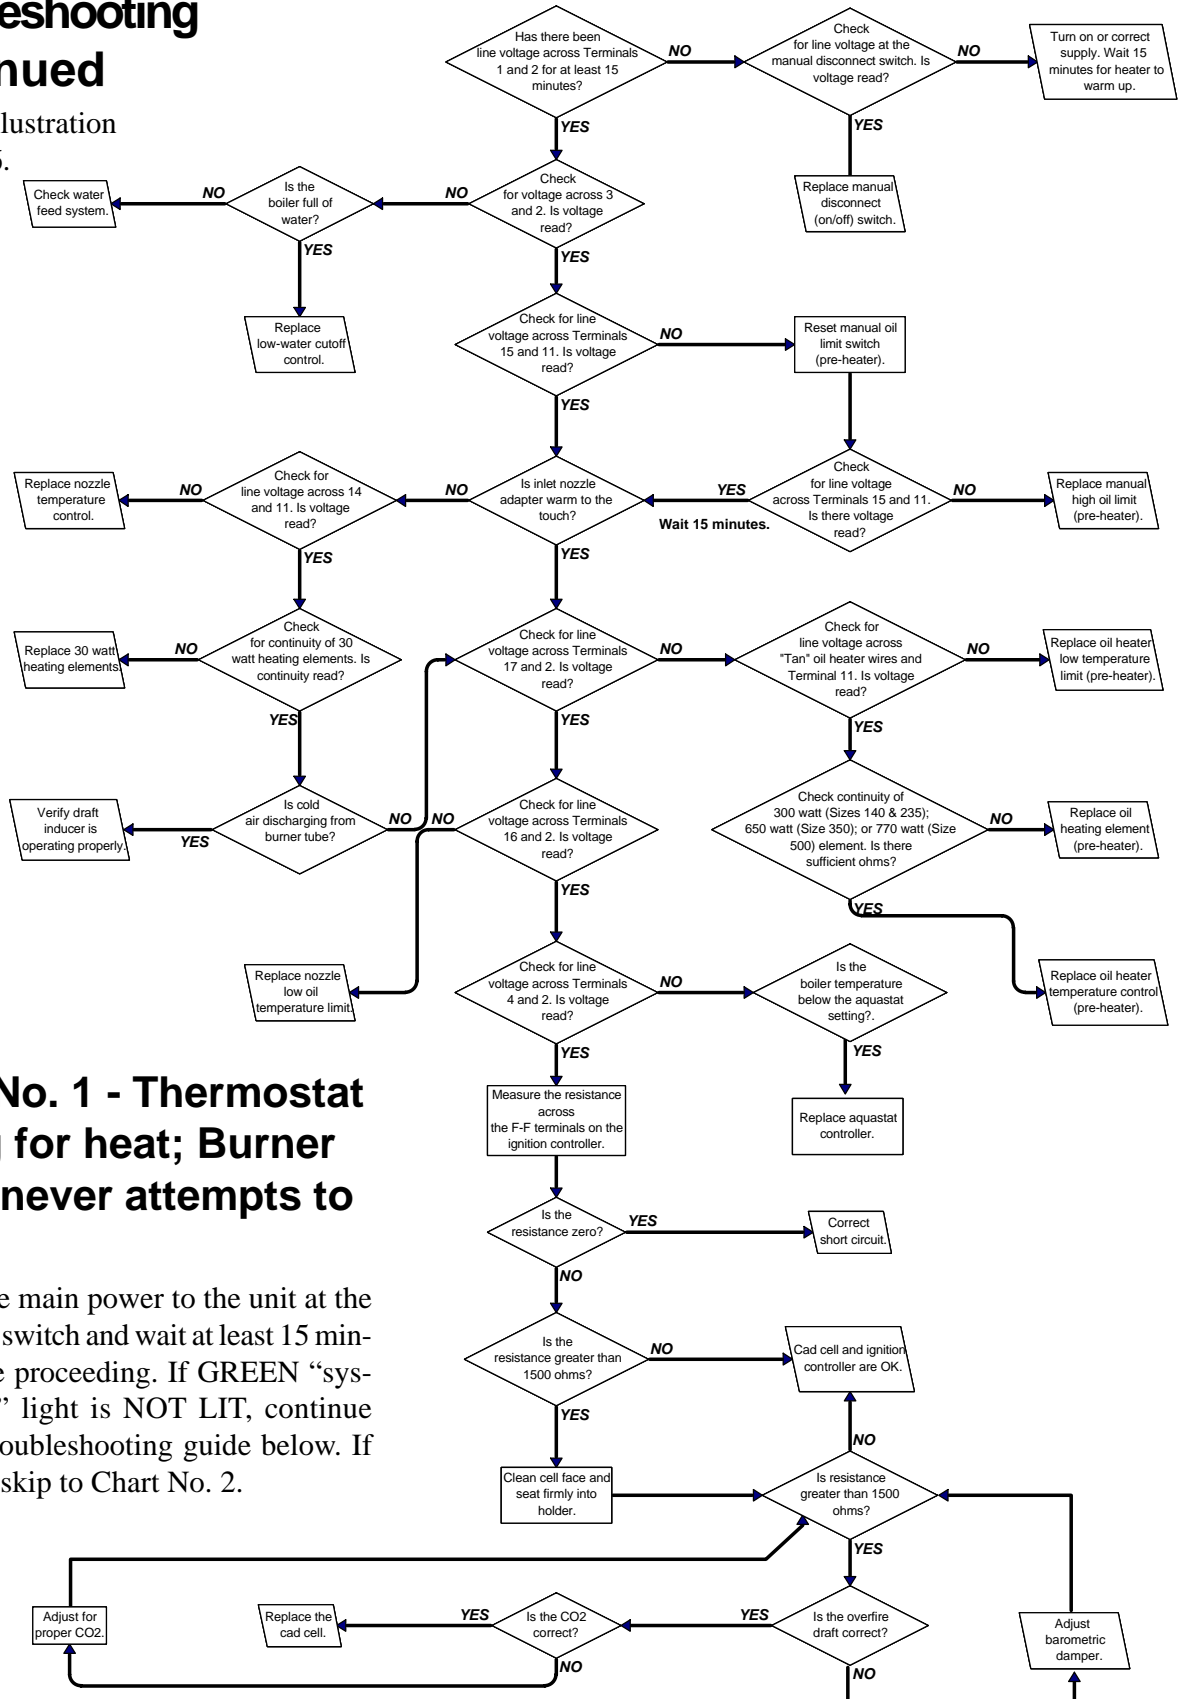 eshooting
nued
lustration
Has there been
line voltage across Terminals
1 and 2 for at least 15
minutes?
NO
Check
for line voltage at the
manual disconnect switch. Is
voltage read?
NO
Turn on or correct
supply. Wait 15
minutes for heater to
warm up.
YES
YES
Replace manual
disconnect
(on/off) switch.
Check water
feed system.
NO
Is the
boiler full of
water?
NO
Check
for voltage across 3
and 2. Is voltage
read?
YES
YES
Replace
low-water cutoff
control.
Check for line
voltage across Terminals
15 and 11. Is voltage
read?
NO
Reset manual oil
limit switch
(pre-heater).
YES
Replace nozzle
temperature
control.
NO
Check for
line voltage across 14
and 11. Is voltage
read?
NO
Is inlet nozzle
adapter warm to the
touch?
YES
Wait 15 minutes.
Check
for line voltage
across Terminals 15 and 11.
Is there voltage
read?
NO
Replace manual
high oil limit
(pre-heater).
YES
YES
Replace 30 watt
heating elements.
NO
Check
for continuity of 30
watt heating elements. Is
continuity read?
Check for line
voltage across Terminals
17 and 2. Is voltage
read?
NO
Check for
line voltage across
"Tan" oil heater wires and
Terminal 11. Is voltage
read?
NO
Replace oil heater
low temperature
limit (pre-heater).
YES
YES
YES
Verify draft
inducer is
operating properly.
YES
Is cold
air discharging from
burner tube?
NO
NO
Check for line
voltage across Terminals
16 and 2. Is voltage
read?
Check continuity of
300 watt (Sizes 140 & 235);
650 watt (Size 350); or 770 watt (Size
500) element. Is there
sufficient ohms?
NO
Replace oil
heating element
(pre-heater).
YES
YES
Replace nozzle
low oil
temperature limit.
Check for line
voltage across Terminals
4 and 2. Is voltage
read?
NO
Is the
boiler temperature
below the aquastat
setting?.
Replace oil heater
temperature control
(pre-heater).
YES
YES
No. 1 - Thermostat
g for heat; Burner
never attempts to
Measure the resistance
across
the F-F terminals on the
ignition controller.
Replace aquastat
controller.
Is the
resistance zero?
YES
Correct
short circuit.
NO
e main power to the unit at the
switch and wait at least 15 min-
e proceeding. If GREEN “sys-
” light is NOT LIT, continue
oubleshooting guide below. If
skip to Chart No. 2.
Is the
resistance greater than
1500 ohms?
NO
Cad cell and ignition
controller are OK.
YES
NO
Clean cell face and
seat firmly into
holder.
Is resistance
greater than 1500
ohms?
YES
Adjust for
proper CO2.
Replace the
cad cell.
YES
Is the CO2
correct?
YES
Is the overfire
draft correct?
Adjust
barometric
damper.
NO
NO